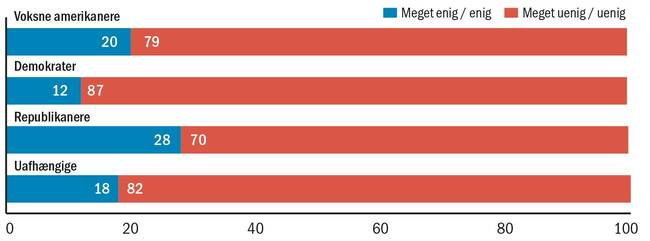 Voksne amerikanere
Meget enig / enig
Meget uenig / uenig
20 79
Demokrater
12 87
Republikanere
28 70
Uafhængige
18 82
0 20 40 60 80 100